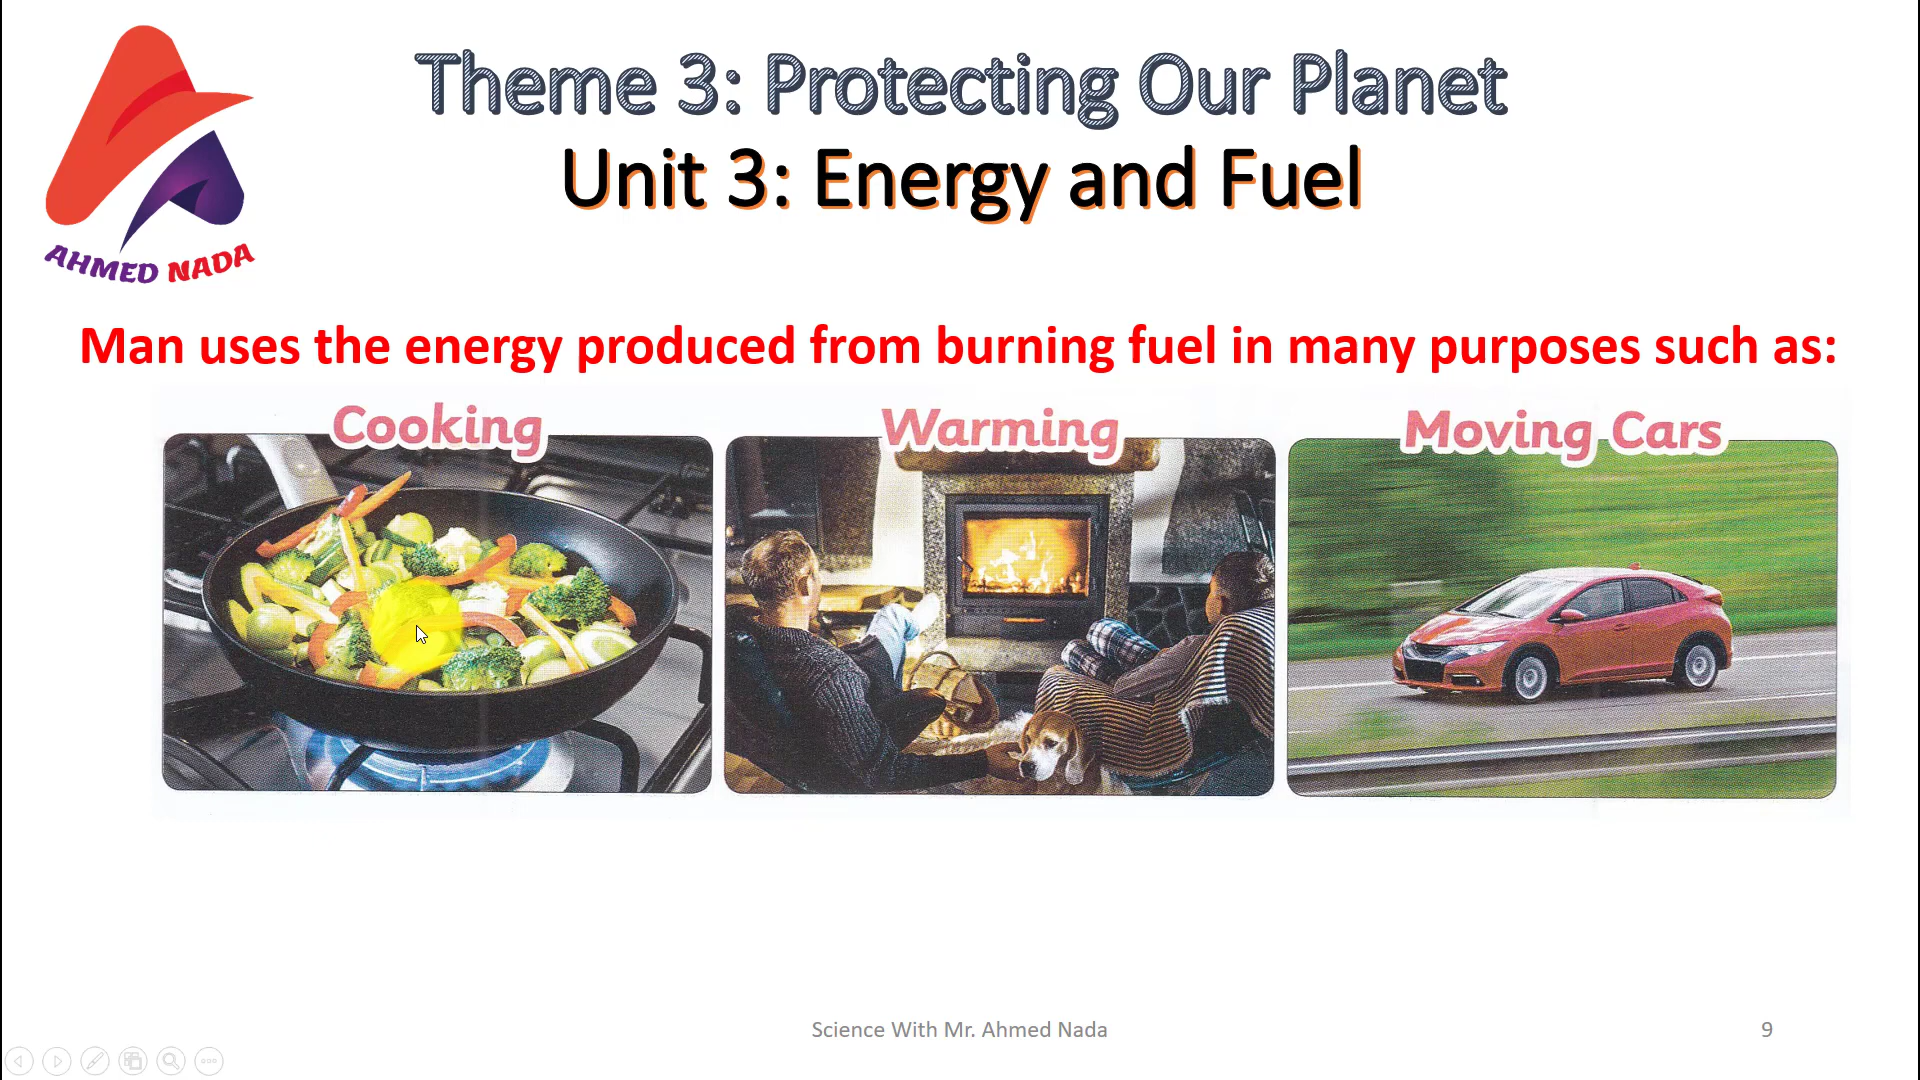 Theme 3: Protecting Our Planet
Unit 3: Energy and Fuel
AHMED NADA
Man uses the energy produced from burning fuel in many purposes such as:
Cooking
Warming
Moving Cars
Science With Mr. Ahmed Nada
9